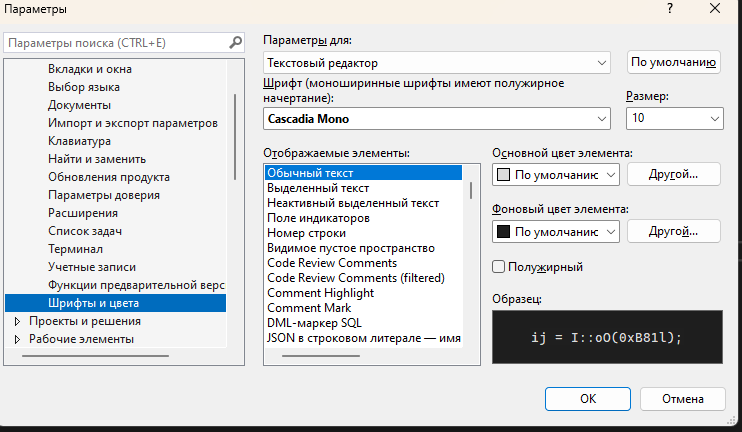 Параметры
?
Параметры поиска (CTRL+E)
Вкладки и окна
Выбор языка
Документы
Импорт и экспорт параметров
Клавиатура
Найти и заменить
Обновления продукта
Параметры доверия
Расширения
Список задач
Терминал
Учетные записи
Функции предварительной верс
Шрифты и цвета
Проекты и решения
Рабочие элементы
Параметры для:
Текстовый редактор
По умолчанию
Шрифт (моноширинные шрифты имеют полужирное
начертание):
Размер:
Cascadia Mono
10
Отображаемые элементы:
Обычный текст
Выделенный текст
Неактивный выделенный текст
Поле индикаторов
Номер строки
Видимое пустое пространство
Code Review Comments
Code Review Comments (filtered)
Comment Highlight
Comment Mark
DML-маркер SQL
JSON в строковом литерале — имя
Основной цвет элемента:
По умолчанию
Другой...
Фоновый цвет элемента:
По умолчанию
Другой...
Полужирный
Образец:
ij = I::oO(0xB81l);
ОК
Отмена